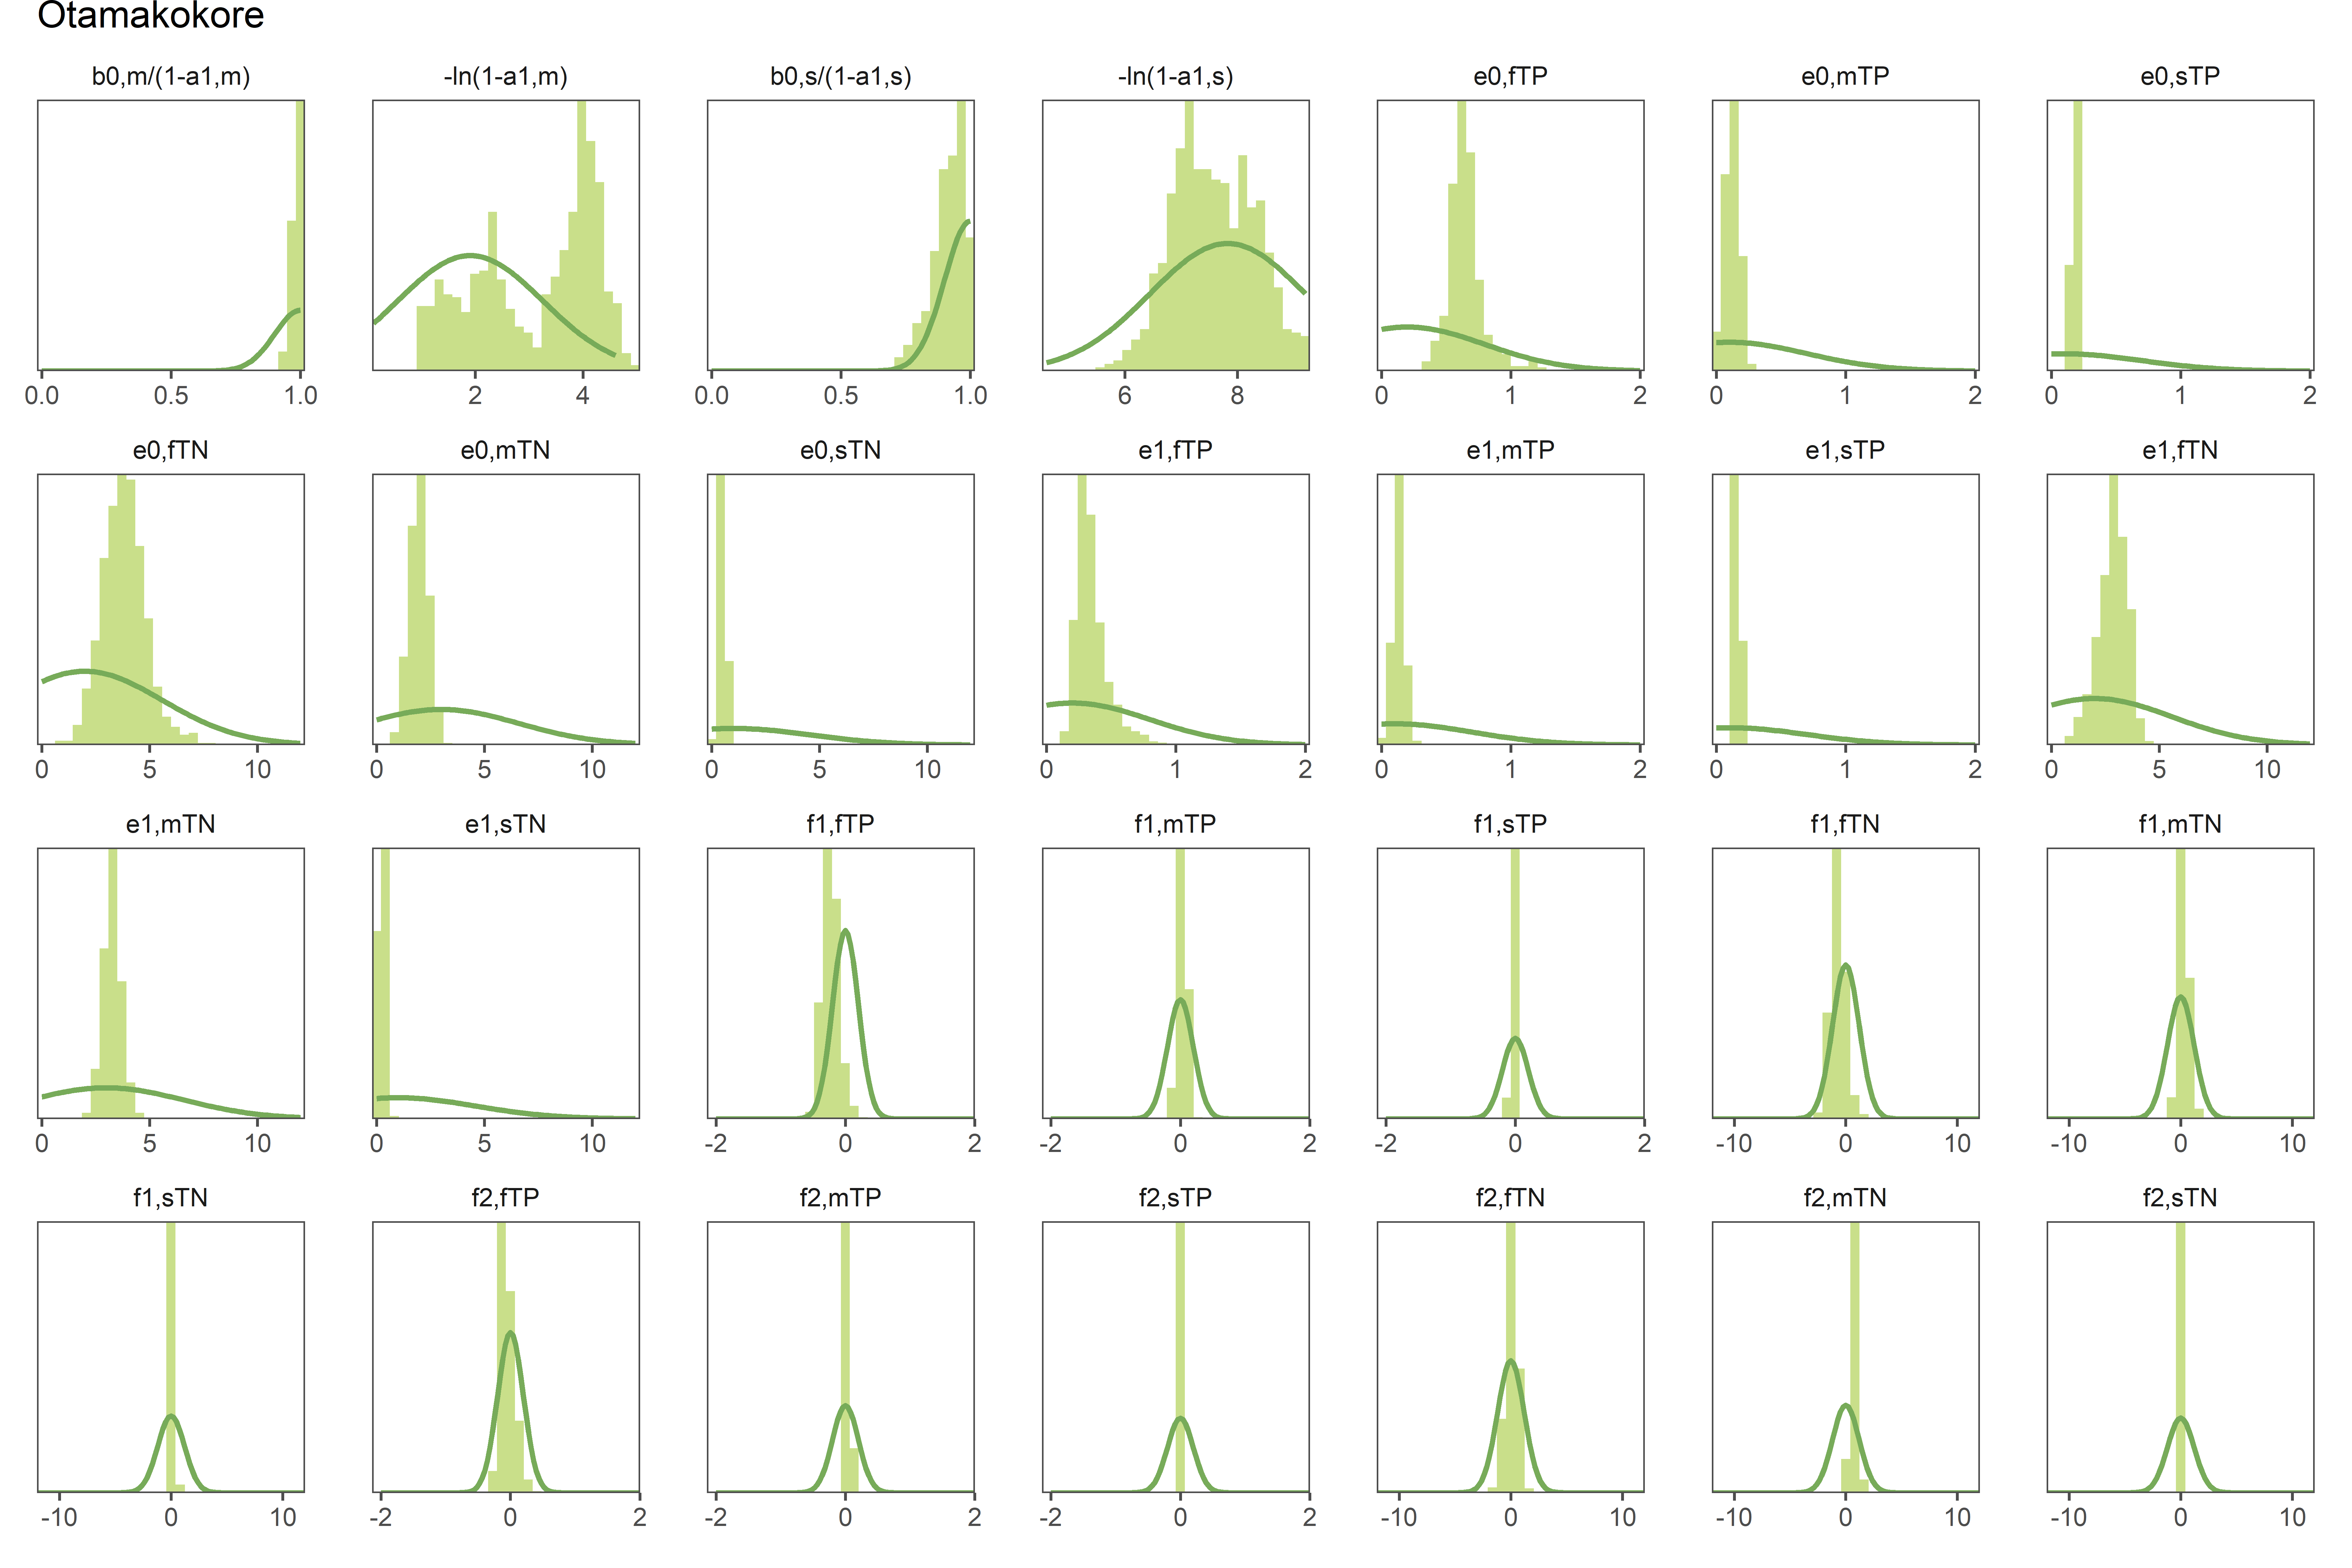 Otamakokore
b0,m/(1-a1,m) -ln(1-a1,m) b0,s/(1-a1,s) -ln(1-a1,s) e0,fTP e0,mTP e0,sTP
0.0 0.5 1.0 2 4 0.0 0.5 1.0 6 8 0 1 2 0 1 2 0 1 2
e0,fTN e0,mTN e0,sTN e1,fTP e1,mTP e1,sTP e1,fTN
0 5 10 0 5 10 0 5 10 0 1 2 0 1 2 0 1 2 0 5 10
e1,mTN e1,sTN f1,fTP f1,mTP f1,sTP f1,fTN f1,mTN
0 5 10 0 5 10 -2 0 2 -2 0 2 -2 0 2 -10 0 10 -10 0 10
f1,sTN f2,fTP f2,mTP f2,sTP f2,fTN f2,mTN f2,sTN
-10 0 10 -2 0 2 -2 0 2 -2 0 2 -10 0 10 -10 0 10 -10 0 10